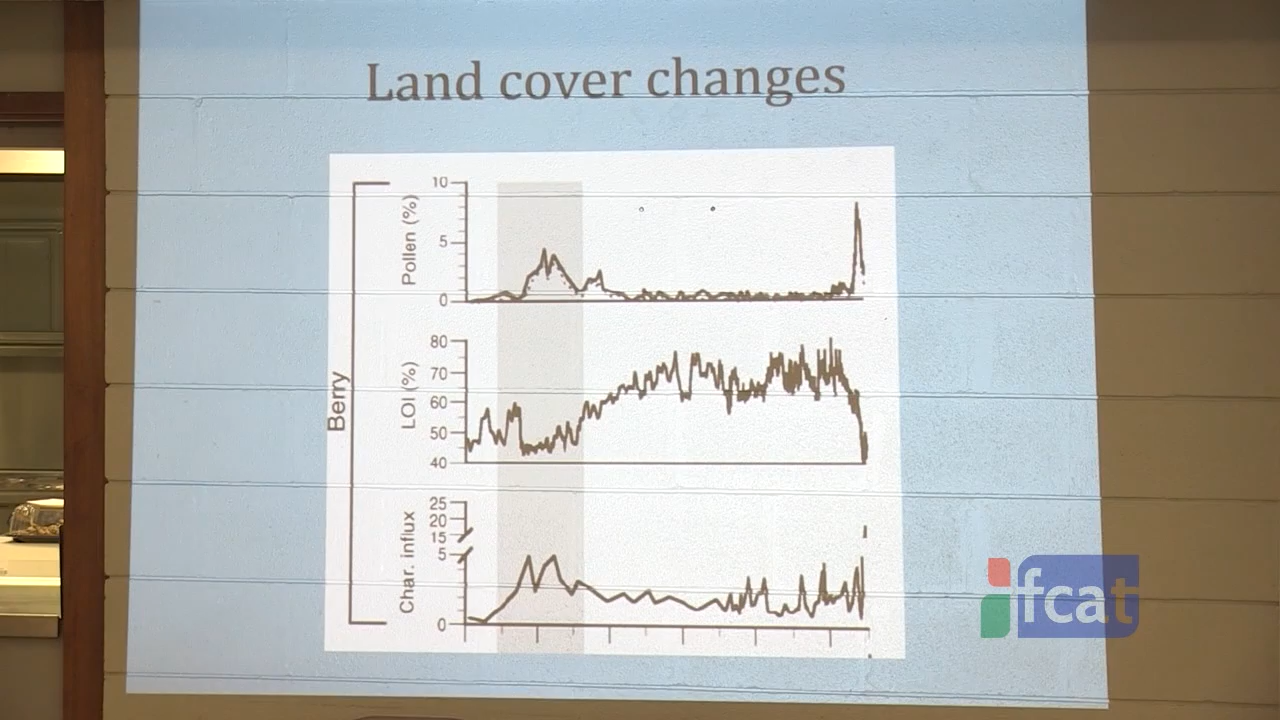 Land cover changes
Berry
Pollen (%)
10
5
0
LOI (%)
80
70
60
50
40
Char. influx
25
20
15
5
0
fcat